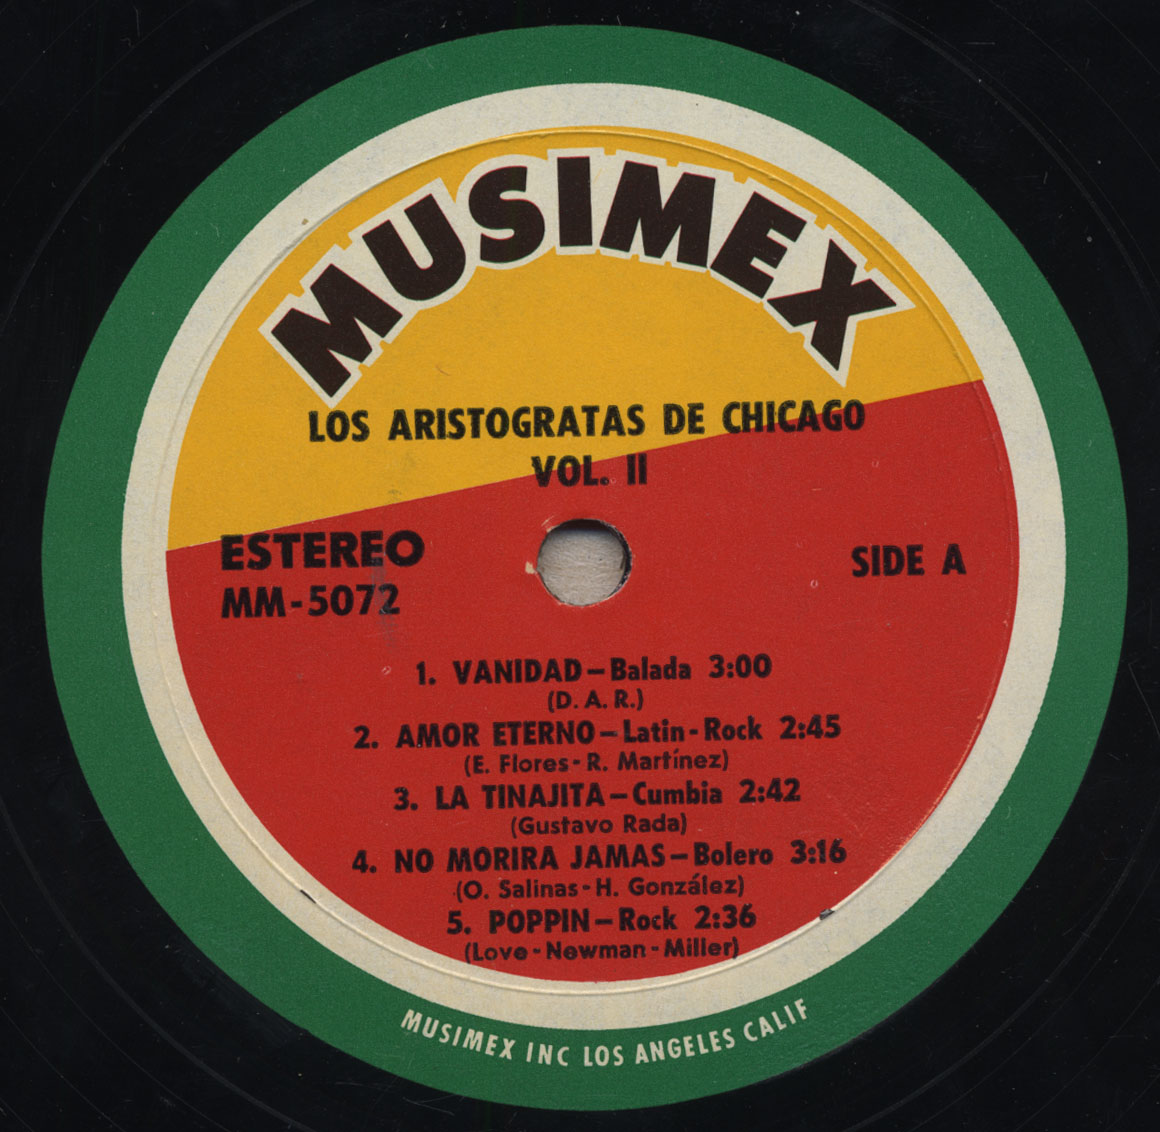 MUSIMEX
LOS ARISTOGRATAS DE CHICAGO
VOL. II
ESTEREO
MM-5072
SIDE A
1. VANIDAD-Balada 3:00
(D. A. R.)
2. AMOR ETERNO-Latin-Rock 2:45
(E. Flores-R. Martínez)
3. LA TINAJITA-Cumbia 2:42
(Gustavo Rada)
4. NO MORIRA JAMAS-Bolero 3:16
(O. Salinas-H. González)
5. POPPIN-Rock 2:36
(Love-Newman-Miller)
MUSIMEX INC LOS ANGELES CALIF